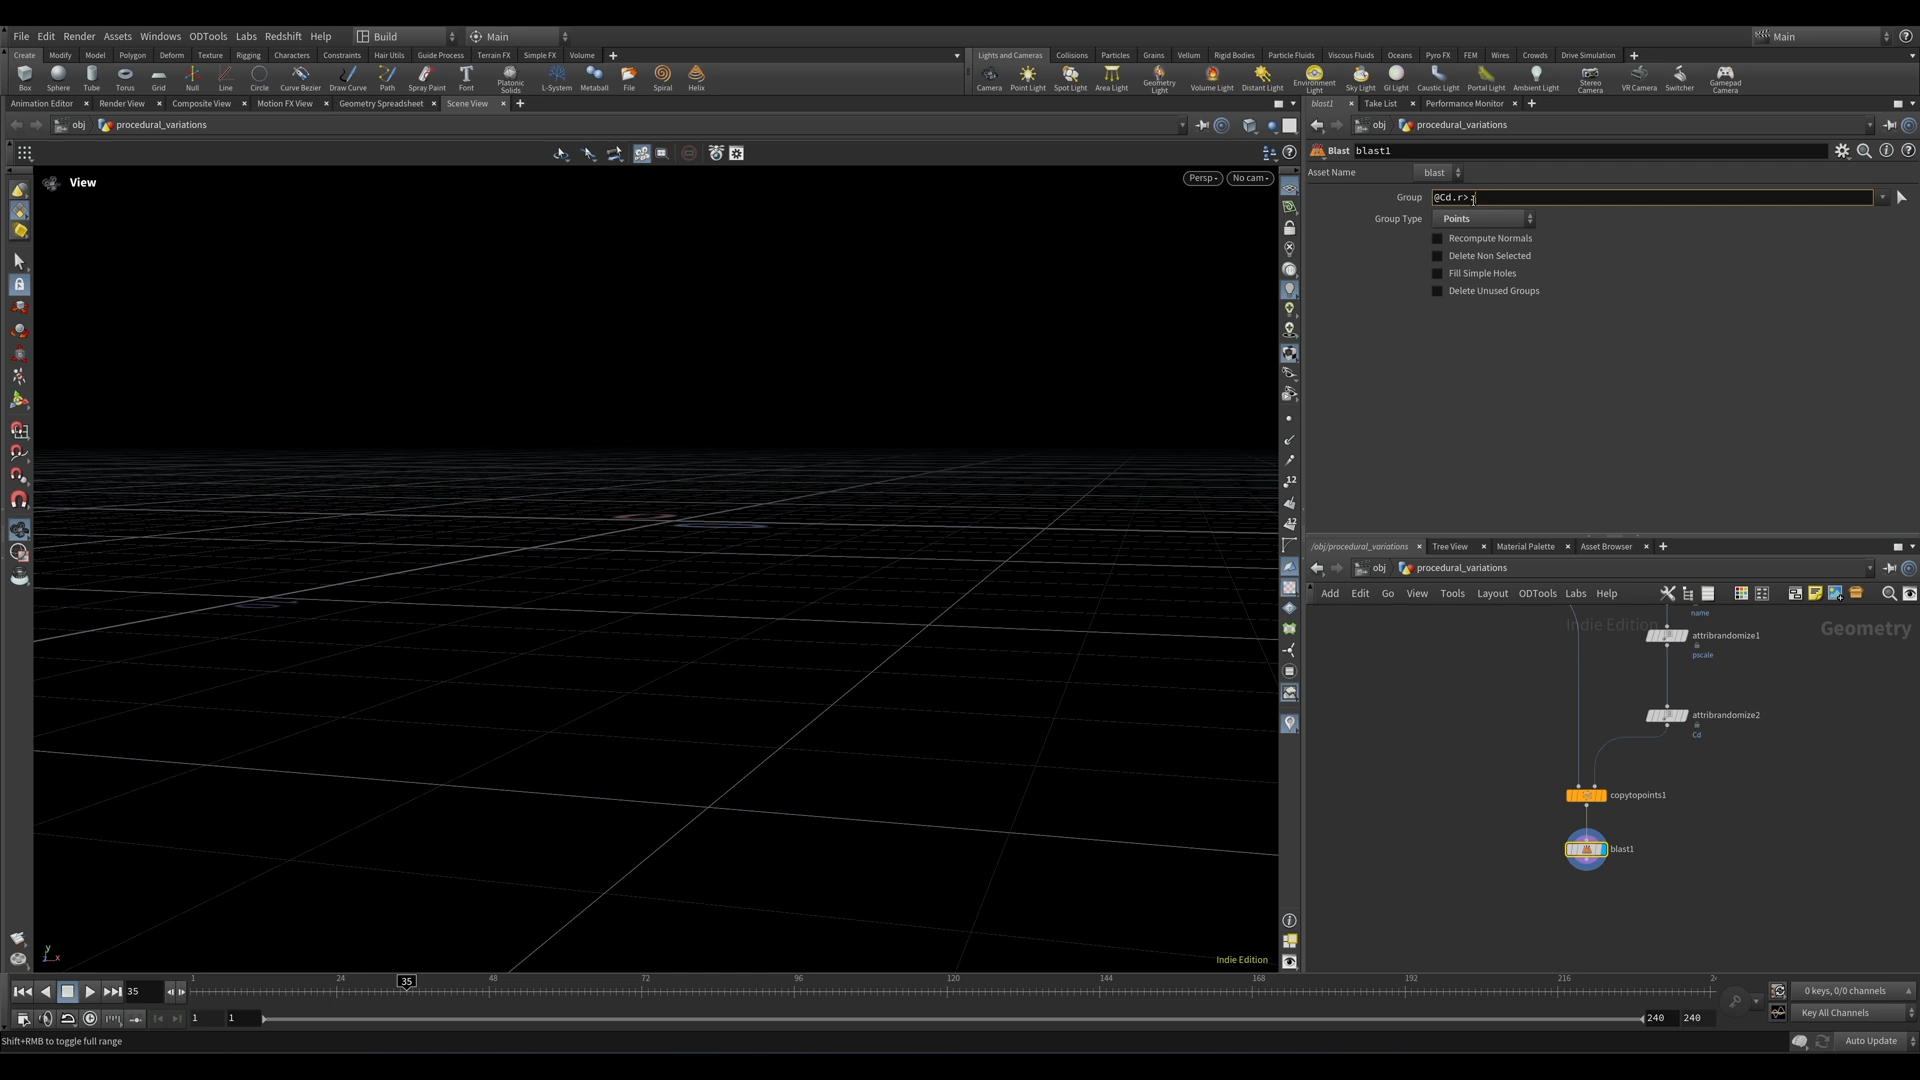 File Edit Render Assets Windows ODTools Labs Redshift Help Build Main Main
Create Modify Model Polygon Deform Texture Rigging Characters Constraints Hair Utils Guide Process Terrain FX Simple FX Volume
Lights and Cameras Collisions Particles Grains Vellum Rigid Bodies Particle Fluids Viscous Fluids Oceans Pyro FX FEM Wires Crowds Drive Simulation
Box Sphere Tube Torus Grid Null Line Circle Curve Bezier Draw Curve Path Spray Paint Font Platonic Solids L-System Metaball File Spiral Helix
Camera Point Light Spot Light Area Light Geometry Light Volume Light Distant Light Environment Light Sky Light GI Light Caustic Light Portal Light Ambient Light Stereo Camera VR Camera Switcher Gamepad Camera
Animation Editor Render View Composite View Motion FX View Geometry Spreadsheet Scene View
blast1 Take List Performance Monitor
obj procedural_variations
obj procedural_variations
Blast blast1
Asset Name blast
View
Persp No cam
Group @Cd.r>
Group Type Points
Recompute Normals
Delete Non Selected
Fill Simple Holes
Delete Unused Groups
12
12
/obj/procedural_variations Tree View Material Palette Asset Browser
obj procedural_variations
Add Edit Go View Tools Layout ODTools Labs Help
name
Indie Edition
Geometry
attribrandomize1
pscale
attribrandomize2
Cd
copytopoints1
blast1
y
x
Indie Edition
35 1 24 35 48 72 96 120 144 168 192 216 2
0 keys, 0/0 channels
1 1 240 240
Key All Channels
Shift+RMB to toggle full range
Auto Update